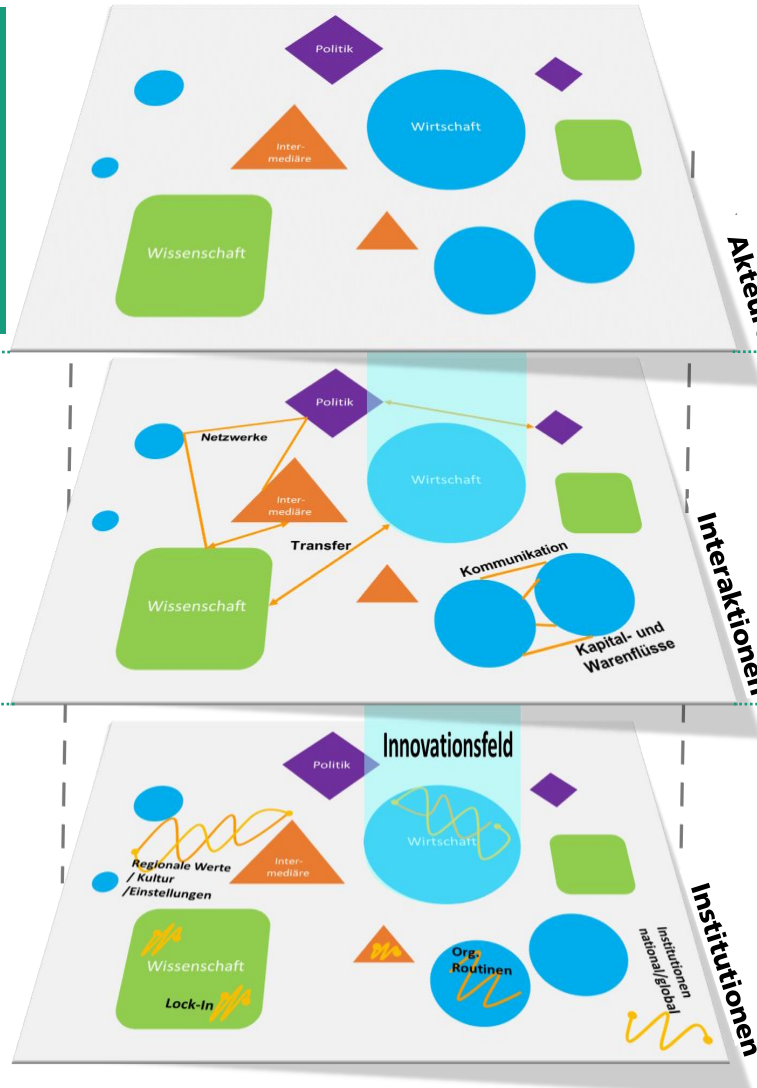 Politik
Wirtschaft
Inter-
mediäre
Wissenschaft
Politik
Netzwerke
Wirtschaft
Inter-
mediäre
Transfer
Kommunikation
Wissenschaft
Kapital- und
Warenflüsse
Interaktionen
Innovationsfeld
Politik
Wirtschaft
Regionale Werte
/ Kultur
/Einstellungen
Inter-
mediäre
Wissenschaft
Lock-In
Org.
Routinen
Institutionen
national/global
Institutionen